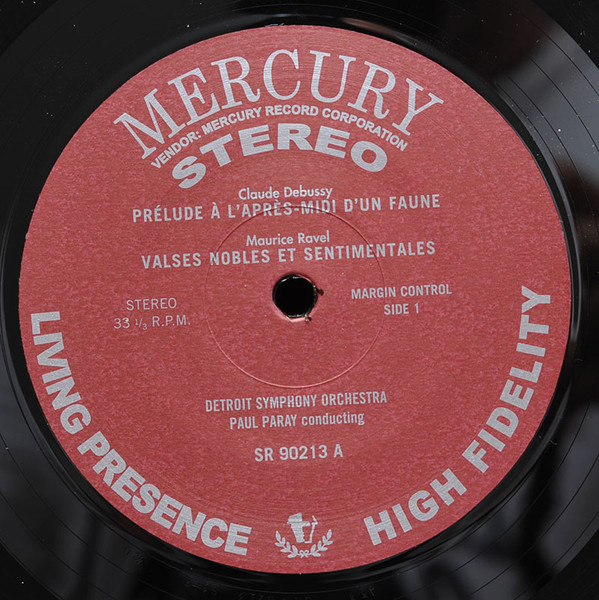 MERCURY
VENDOR: MERCURY RECORD CORPORATION
STEREO
Claude Debussy
PRÉLUDE À L'APRÈS-MIDI D'UN FAUNE
Maurice Ravel
VALSES NOBLES ET SENTIMENTALES
STEREO
33 1/3 R.P.M.
MARGIN CONTROL
SIDE 1
DETROIT SYMPHONY ORCHESTRA
PAUL PARAY conducting
SR 90213 A
LIVING PRESENCE
HIGH FIDELITY